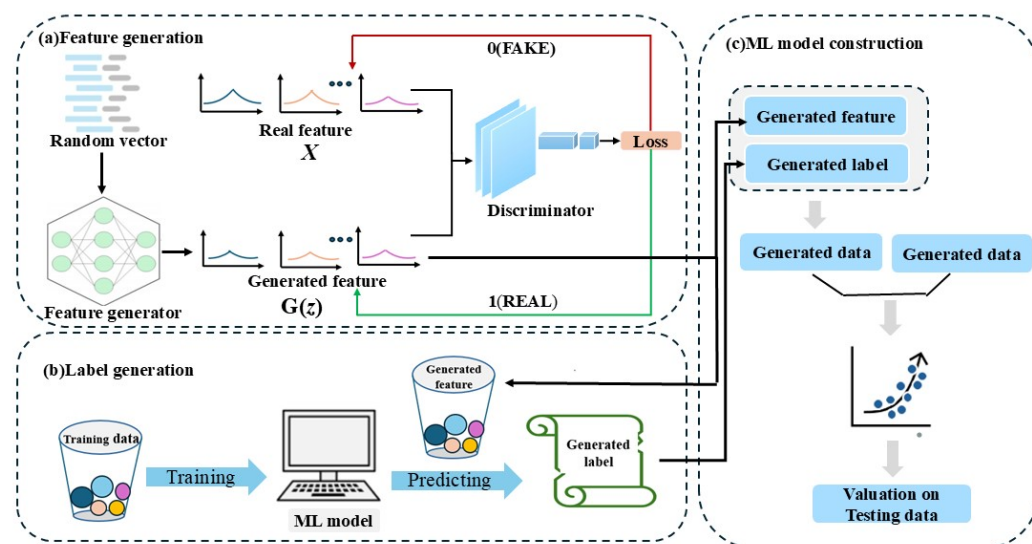 (a)Feature generation
0(FAKE)
Random vector
Real feature
X
Loss
Discriminator
Feature generator
Generated feature
G(z)
1(REAL)
(b)Label generation
Generated
feature
Training data
Training
ML model
Predicting
Generated
label
(c)ML model construction
Generated feature
Generated label
Generated data
Generated data
Valuation on
Testing data